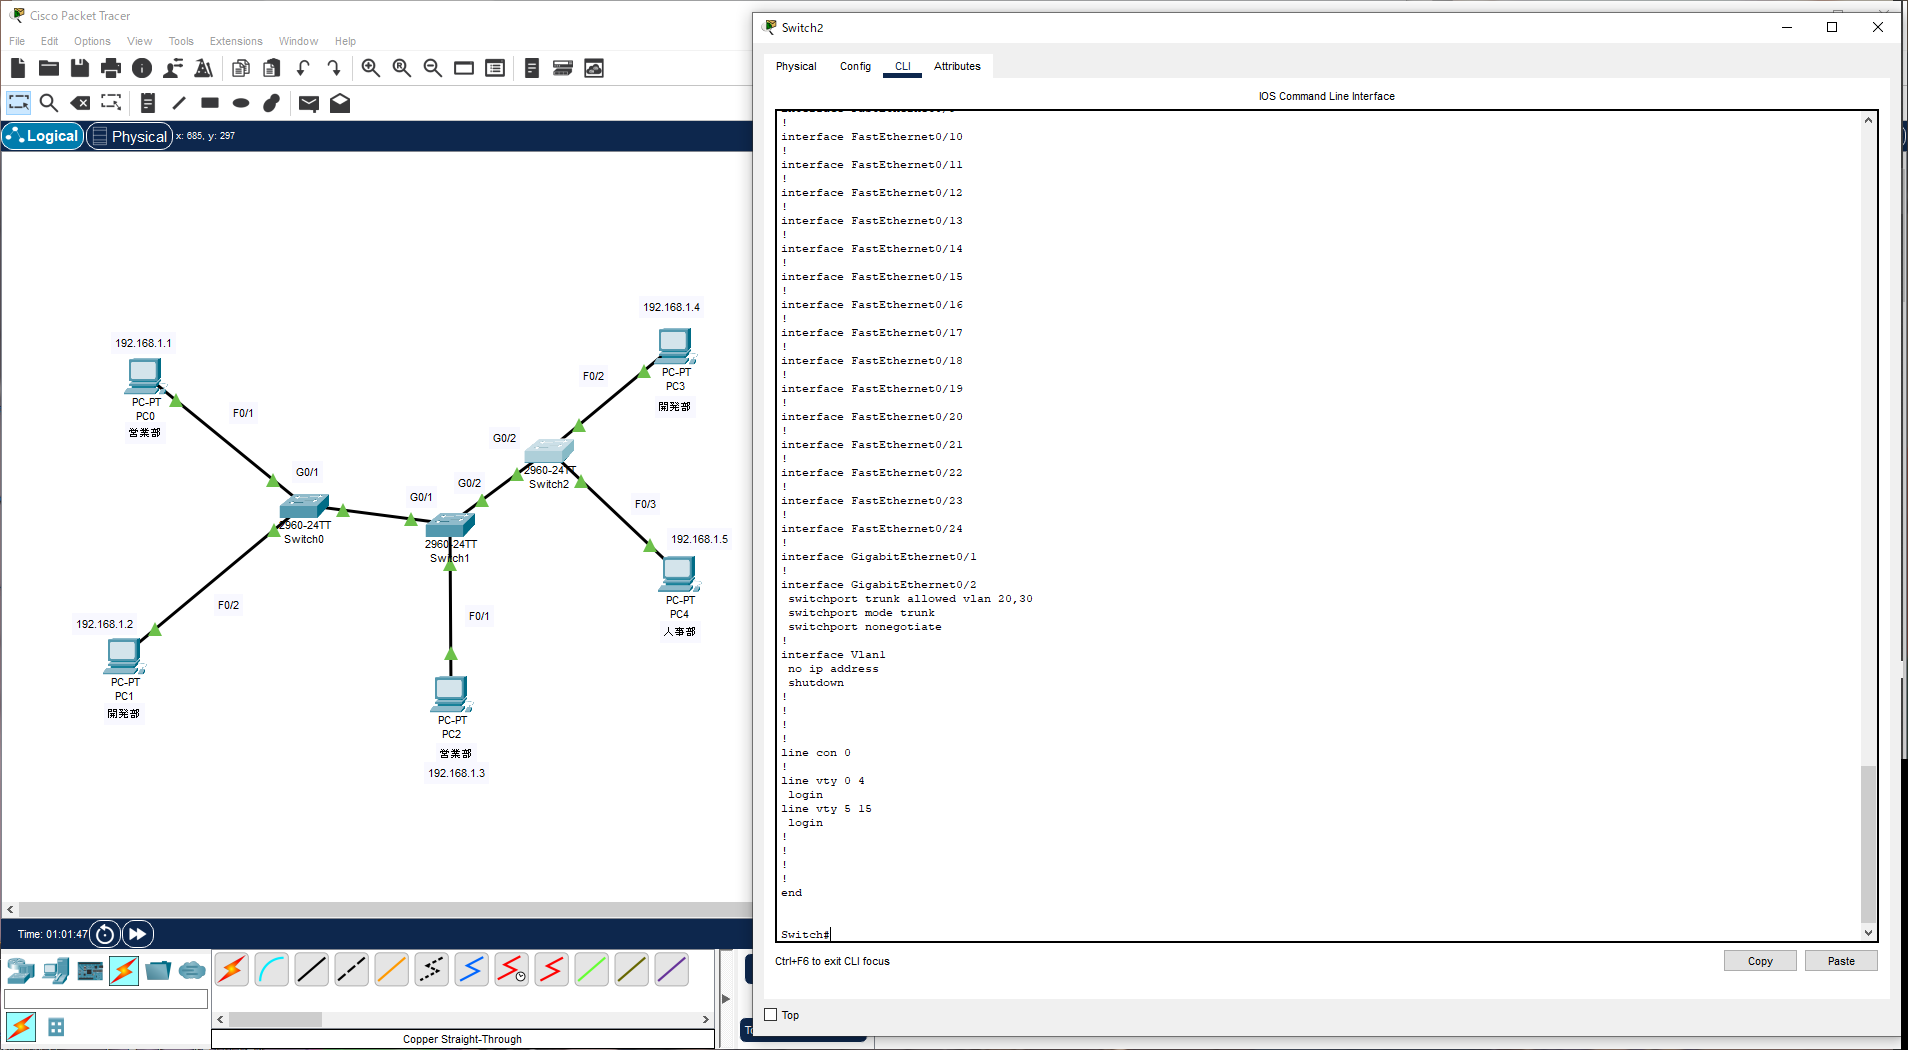 Cisco Packet Tracer
File Edit Options View Tools Extensions Window Help
Logical
Physical
x: 685, y: 297
192.168.1.1
PC-PT
PC0
営業部
F0/1
G0/1
2960-24TT
Switch0
F0/2
192.168.1.2
PC-PT
PC1
開発部
G0/1
G0/2
2960-24TT
Switch1
F0/1
PC-PT
PC2
営業部
192.168.1.3
G0/2
2960-24TT
Switch2
F0/2
192.168.1.4
PC-PT
PC3
開発部
F0/3
192.168.1.5
PC-PT
PC4
人事部
Time: 01:01:47
Copper Straight-Through
Switch2
Physical Config CLI Attributes
IOS Command Line Interface
!
interface FastEthernet0/10
!
interface FastEthernet0/11
!
interface FastEthernet0/12
!
interface FastEthernet0/13
!
interface FastEthernet0/14
!
interface FastEthernet0/15
!
interface FastEthernet0/16
!
interface FastEthernet0/17
!
interface FastEthernet0/18
!
interface FastEthernet0/19
!
interface FastEthernet0/20
!
interface FastEthernet0/21
!
interface FastEthernet0/22
!
interface FastEthernet0/23
!
interface FastEthernet0/24
!
interface GigabitEthernet0/1
!
interface GigabitEthernet0/2
switchport trunk allowed vlan 20,30
switchport mode trunk
switchport nonegotiate
!
interface Vlan1
no ip address
shutdown
!
!
!
!
line con 0
!
line vty 0 4
login
line vty 5 15
login
!
!
!
!
end
Switch#
Ctrl+F6 to exit CLI focus
Copy
Paste
Top